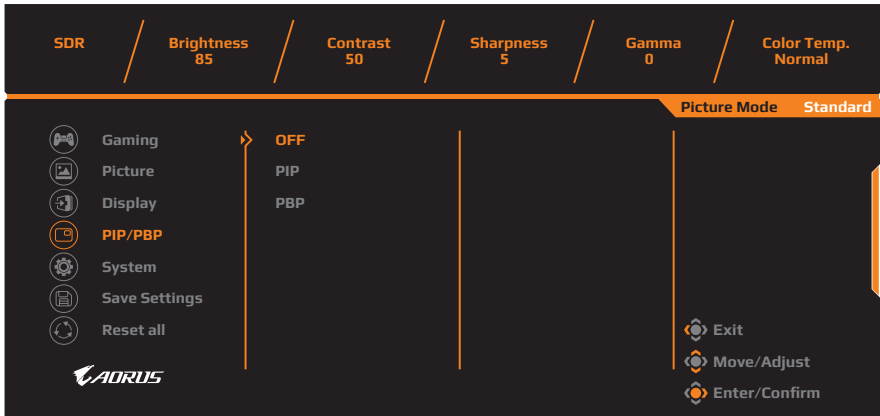 SDR Brightness Contrast Sharpness Gamma Color Temp.
85 50 5 0 Normal
Picture Mode Standard
Gaming OFF
Picture PIP
Display PBP
PIP/PBP
System
Save Settings
Reset all Exit
AORUS Move/Adjust
Enter/Confirm